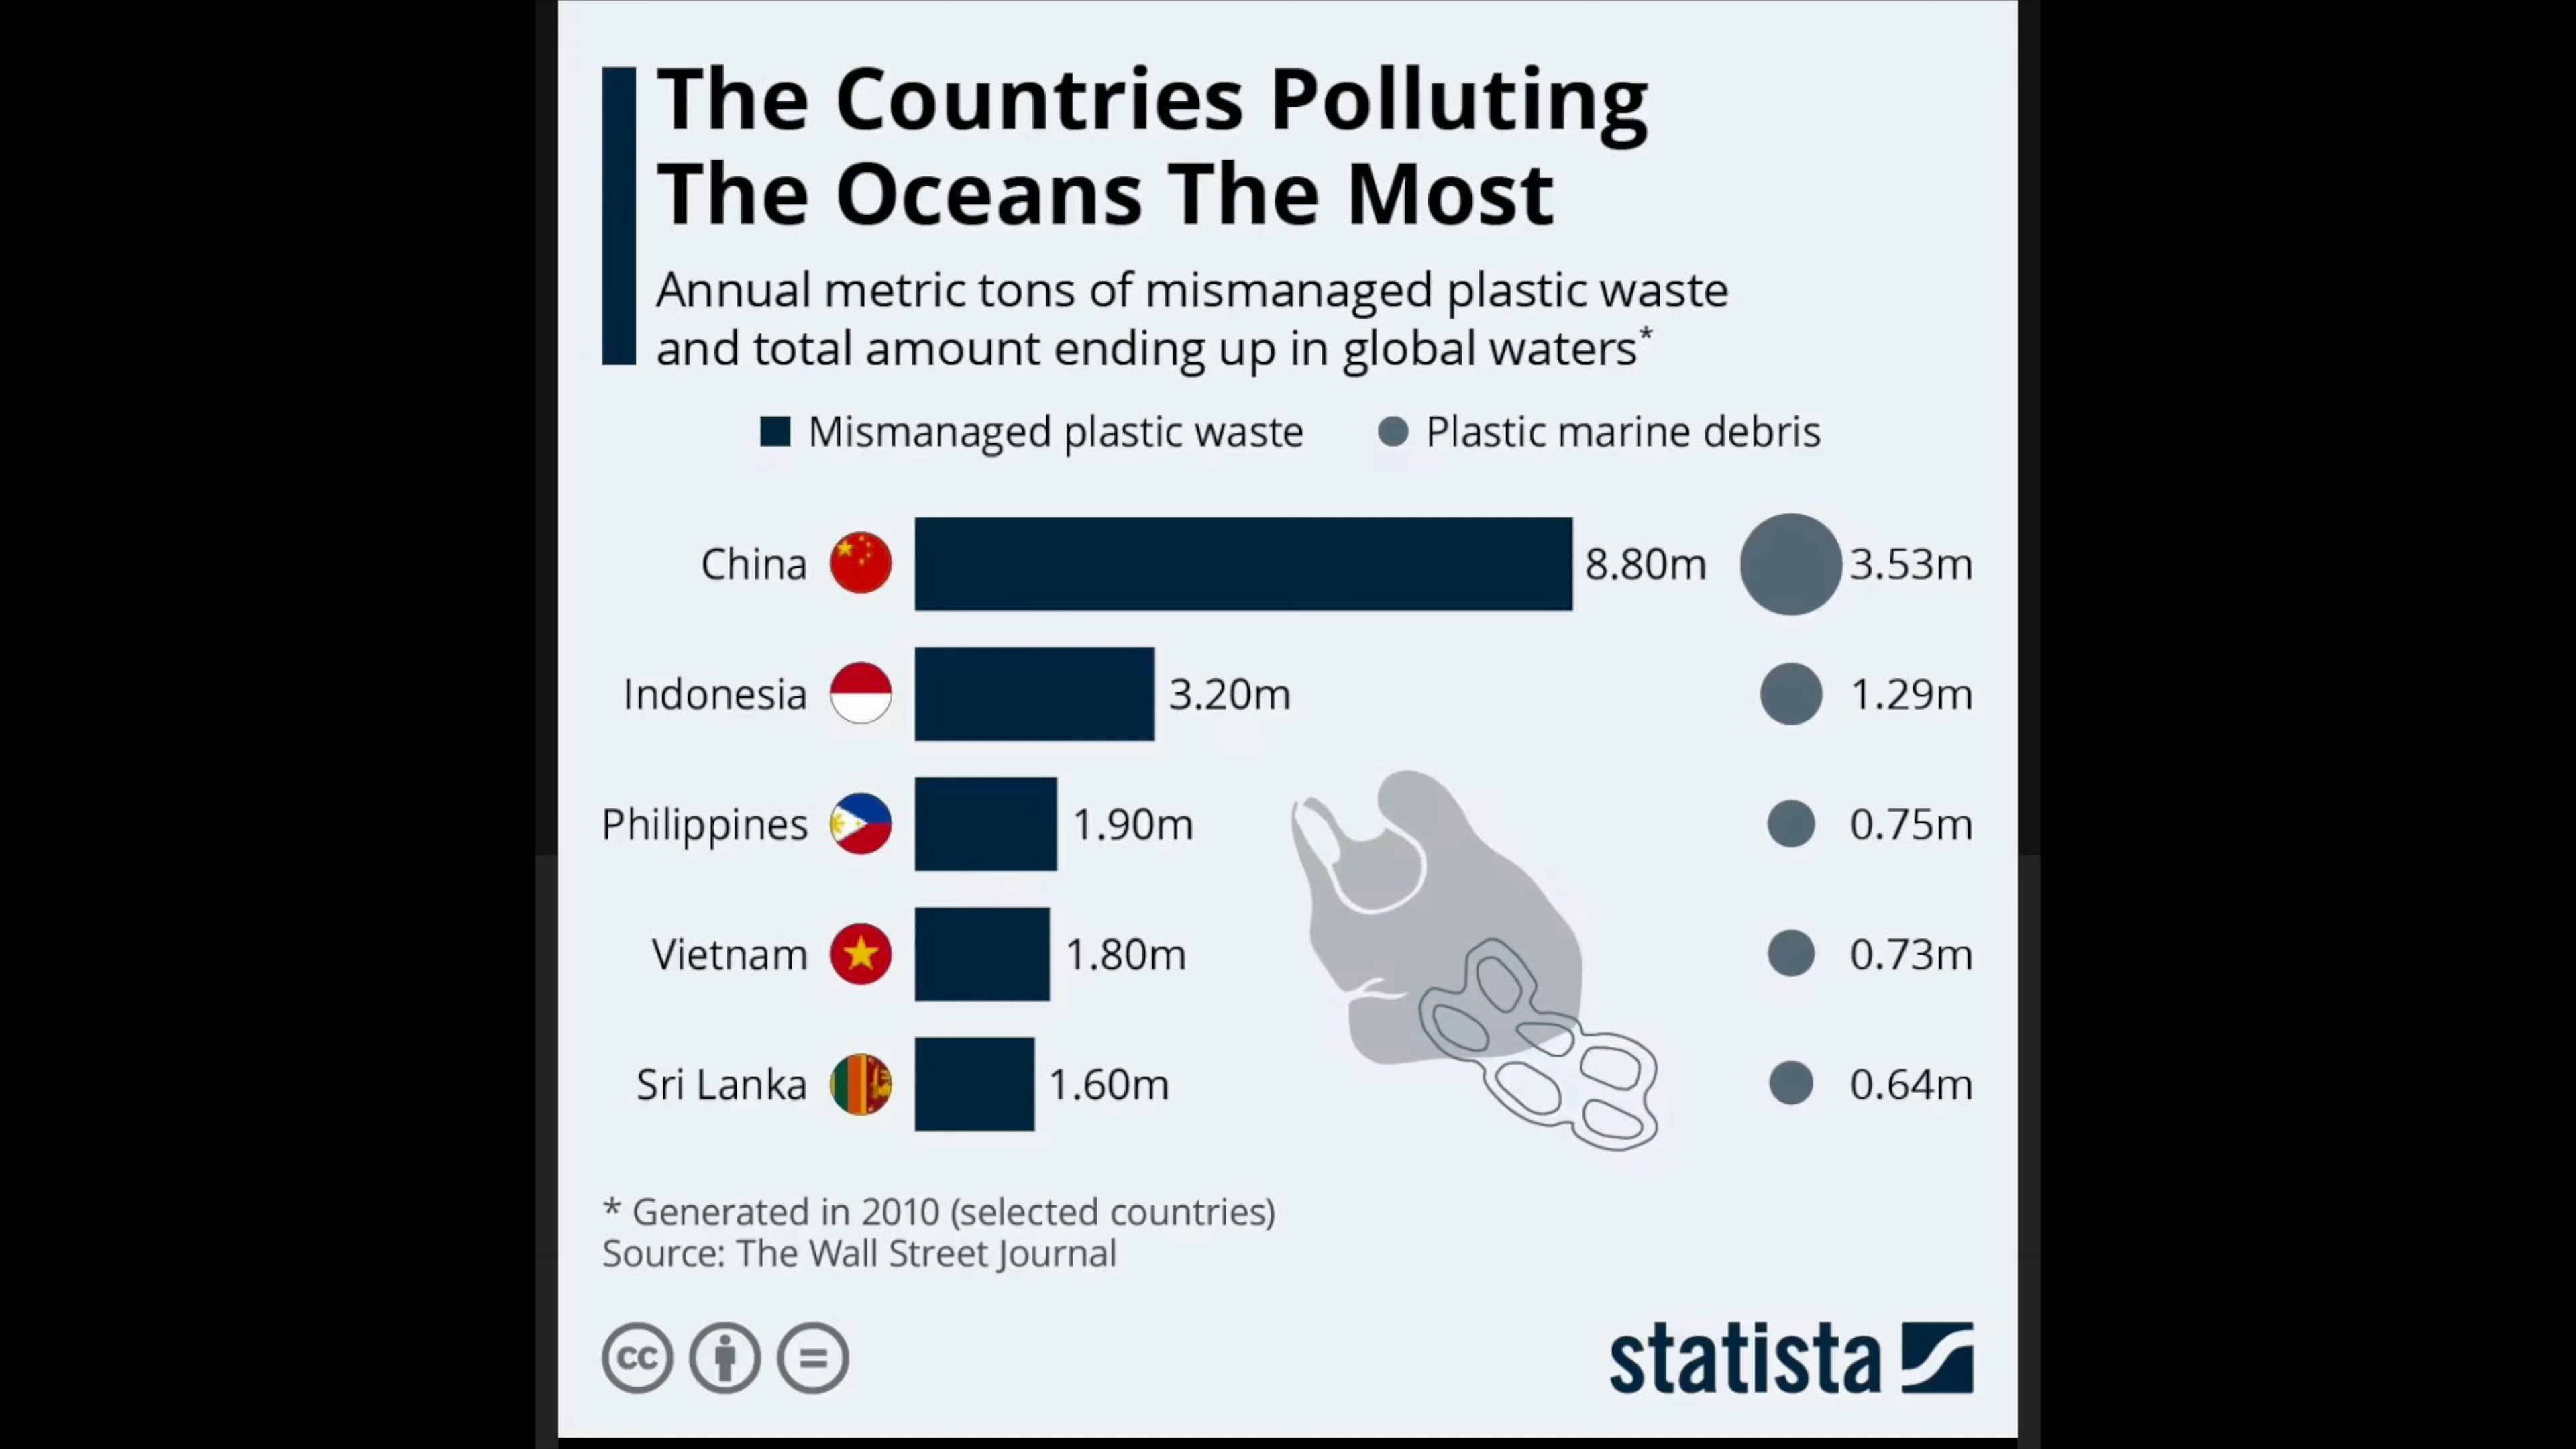 The Countries Polluting
The Oceans The Most
Annual metric tons of mismanaged plastic waste
and total amount ending up in global waters*
Mismanaged plastic waste Plastic marine debris
China 8.80m 3.53m
Indonesia 3.20m 1.29m
Philippines 1.90m 0.75m
Vietnam 1.80m 0.73m
Sri Lanka 1.60m 0.64m
* Generated in 2010 (selected countries)
Source: The Wall Street Journal
cc = statista